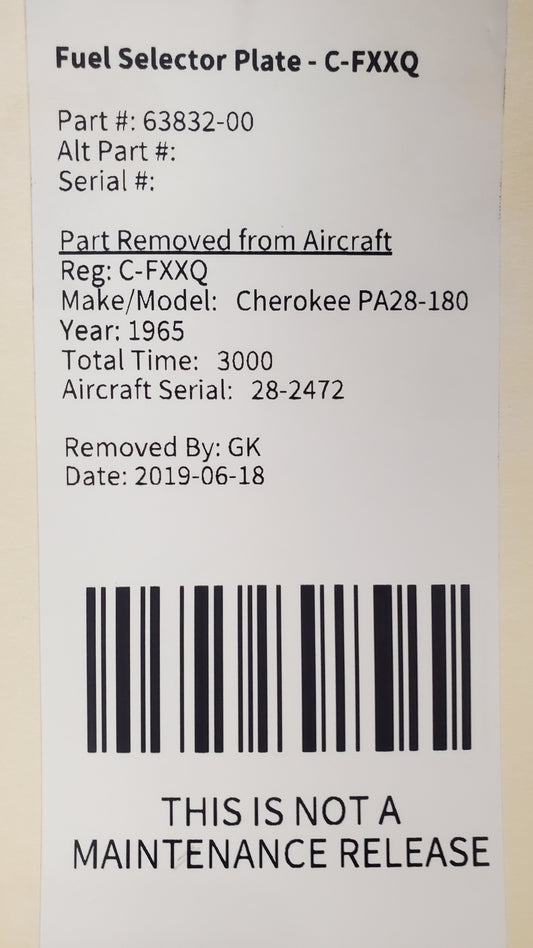 Fuel Selector Plate - C-FXXQ
Part #: 63832-00
Alt Part #:
Serial #:
Part Removed from Aircraft
Reg: C-FXXQ
Make/Model: Cherokee PA28-180
Year: 1965
Total Time: 3000
Aircraft Serial: 28-2472
Removed By: GK
Date: 2019-06-18
THIS IS NOT A
MAINTENANCE RELEASE